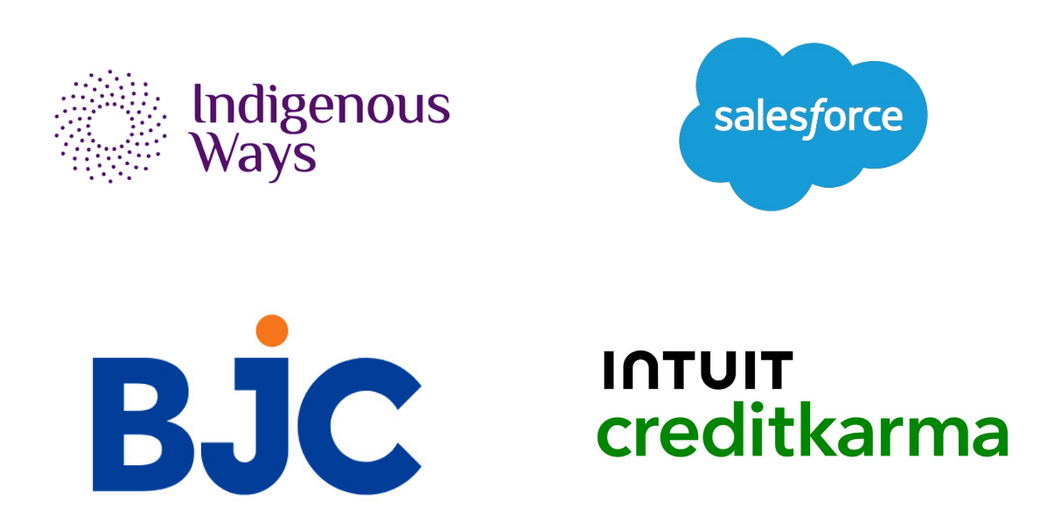 Indigenous
Ways
salesforce
BjC
INTUIT
creditkarma